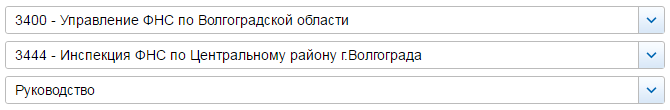 3400 - Управление ФНС по Волгоградской области
3444 - Инспекция ФНС по Центральному району г.Волгограда
Руководство